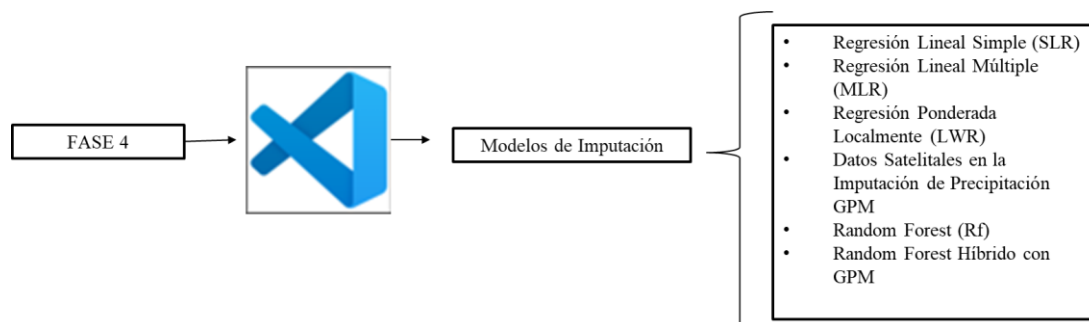 FASE 4
Modelos de Imputación
• Regresión Lineal Simple (SLR)
• Regresión Lineal Múltiple
(MLR)
• Regresión Ponderada
Localmente (LWR)
• Datos Satelitales en la
Imputación de Precipitación
GPM
• Random Forest (Rf)
• Random Forest Híbrido con
GPM